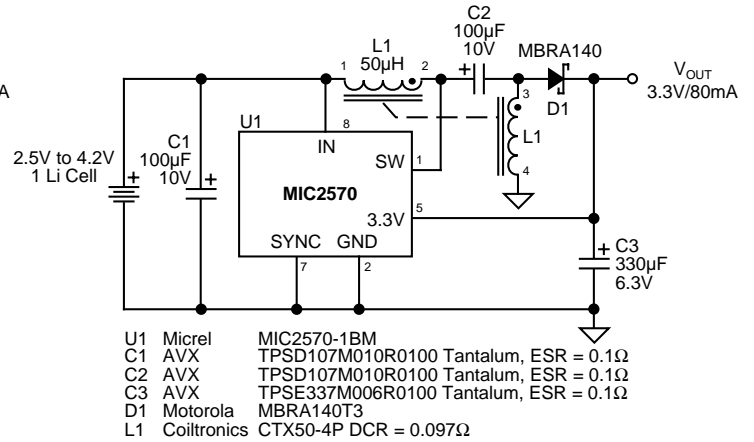 C2
100µF
10V
MBRA140
L1
50µH
1
2
+
VOUT
3.3V/80mA
A
D1
3
L1
4
U1
8
IN
C1
100µF
10V
+
2.5V to 4.2V
1 Li Cell
+
SW
1
MIC2570
3.3V
5
SYNC
GND
7
2
+
C3
330µF
6.3V
U1 Micrel MIC2570-1BM
C1 AVX TPSD107M010R0100 Tantalum, ESR = 0.1Ω
C2 AVX TPSD107M010R0100 Tantalum, ESR = 0.1Ω
C3 AVX TPSE337M006R0100 Tantalum, ESR = 0.1Ω
D1 Motorola MBRA140T3
L1 Coiltronics CTX50-4P DCR = 0.097Ω